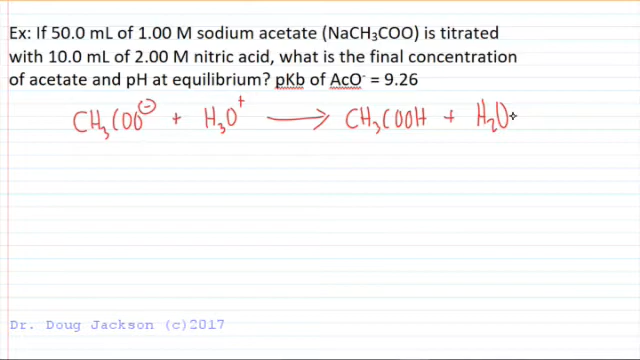 Ex: If 50.0 mL of 1.00 M sodium acetate (NaCH₃COO) is titrated
with 10.0 mL of 2.00 M nitric acid, what is the final concentration
of acetate and pH at equilibrium? pKb of AcO⁻ = 9.26
CH₃COO⁻ + H₃O⁺ ⟶ CH₃COOH + H₂O
Dr. Doug Jackson (c)2017